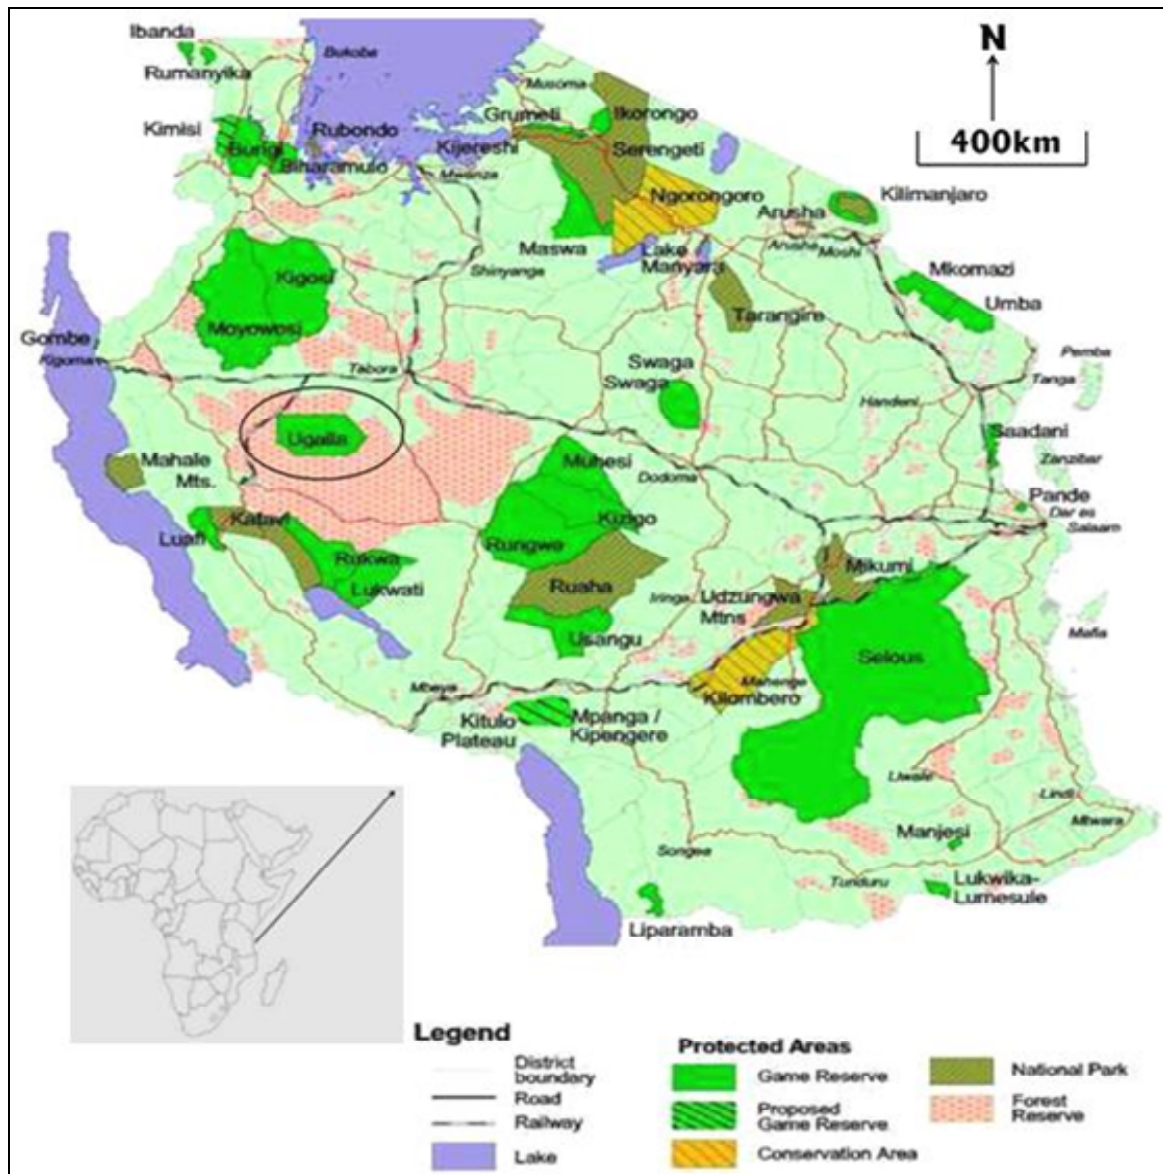 Ibanda
Bukoba
N
Rumanyika
Musoma
Grumeti
Ikorongo
Kimisi
Rubondo
400km
Burigi
Kijereshi
Serengeti
Biharamulo
Mwanza
Ngorongoro
Kilimanjaro
Arusha
Maswa
Lake
Manyara
Arusha
Moshi
Shinyanga
Mkomazi
Kigosi
Umba
Moyowosi
Tarangire
Gombe
Kigoma
Tabora
Swaga
Swaga
Pemba
Tanga
Handeni
Ugalla
Saadani
Mahale
Mts.
Muhesi
Zanzibar
Dodoma
Pande
Dar es
Salaam
Katavi
Kizigo
Luafi
Rungwe
Rukwa
Mikumi
Lukwati
Ruaha
Iringa
Udzungwa
Mtns
Usangu
Mafia
Selous
Mbeya
Mahenge
Kilombero
Kitulo
Plateau
Mpanga /
Kipengere
Liwale
Lindi
Mtwara
Manjesi
Songea
Tunduru
Lukwika-
Lumesule
Liparamba
Legend
District
boundary
Road
Railway
Lake
Protected Areas
Game Reserve
Proposed
Game Reserve
Conservation Area
National Park
Forest
Reserve